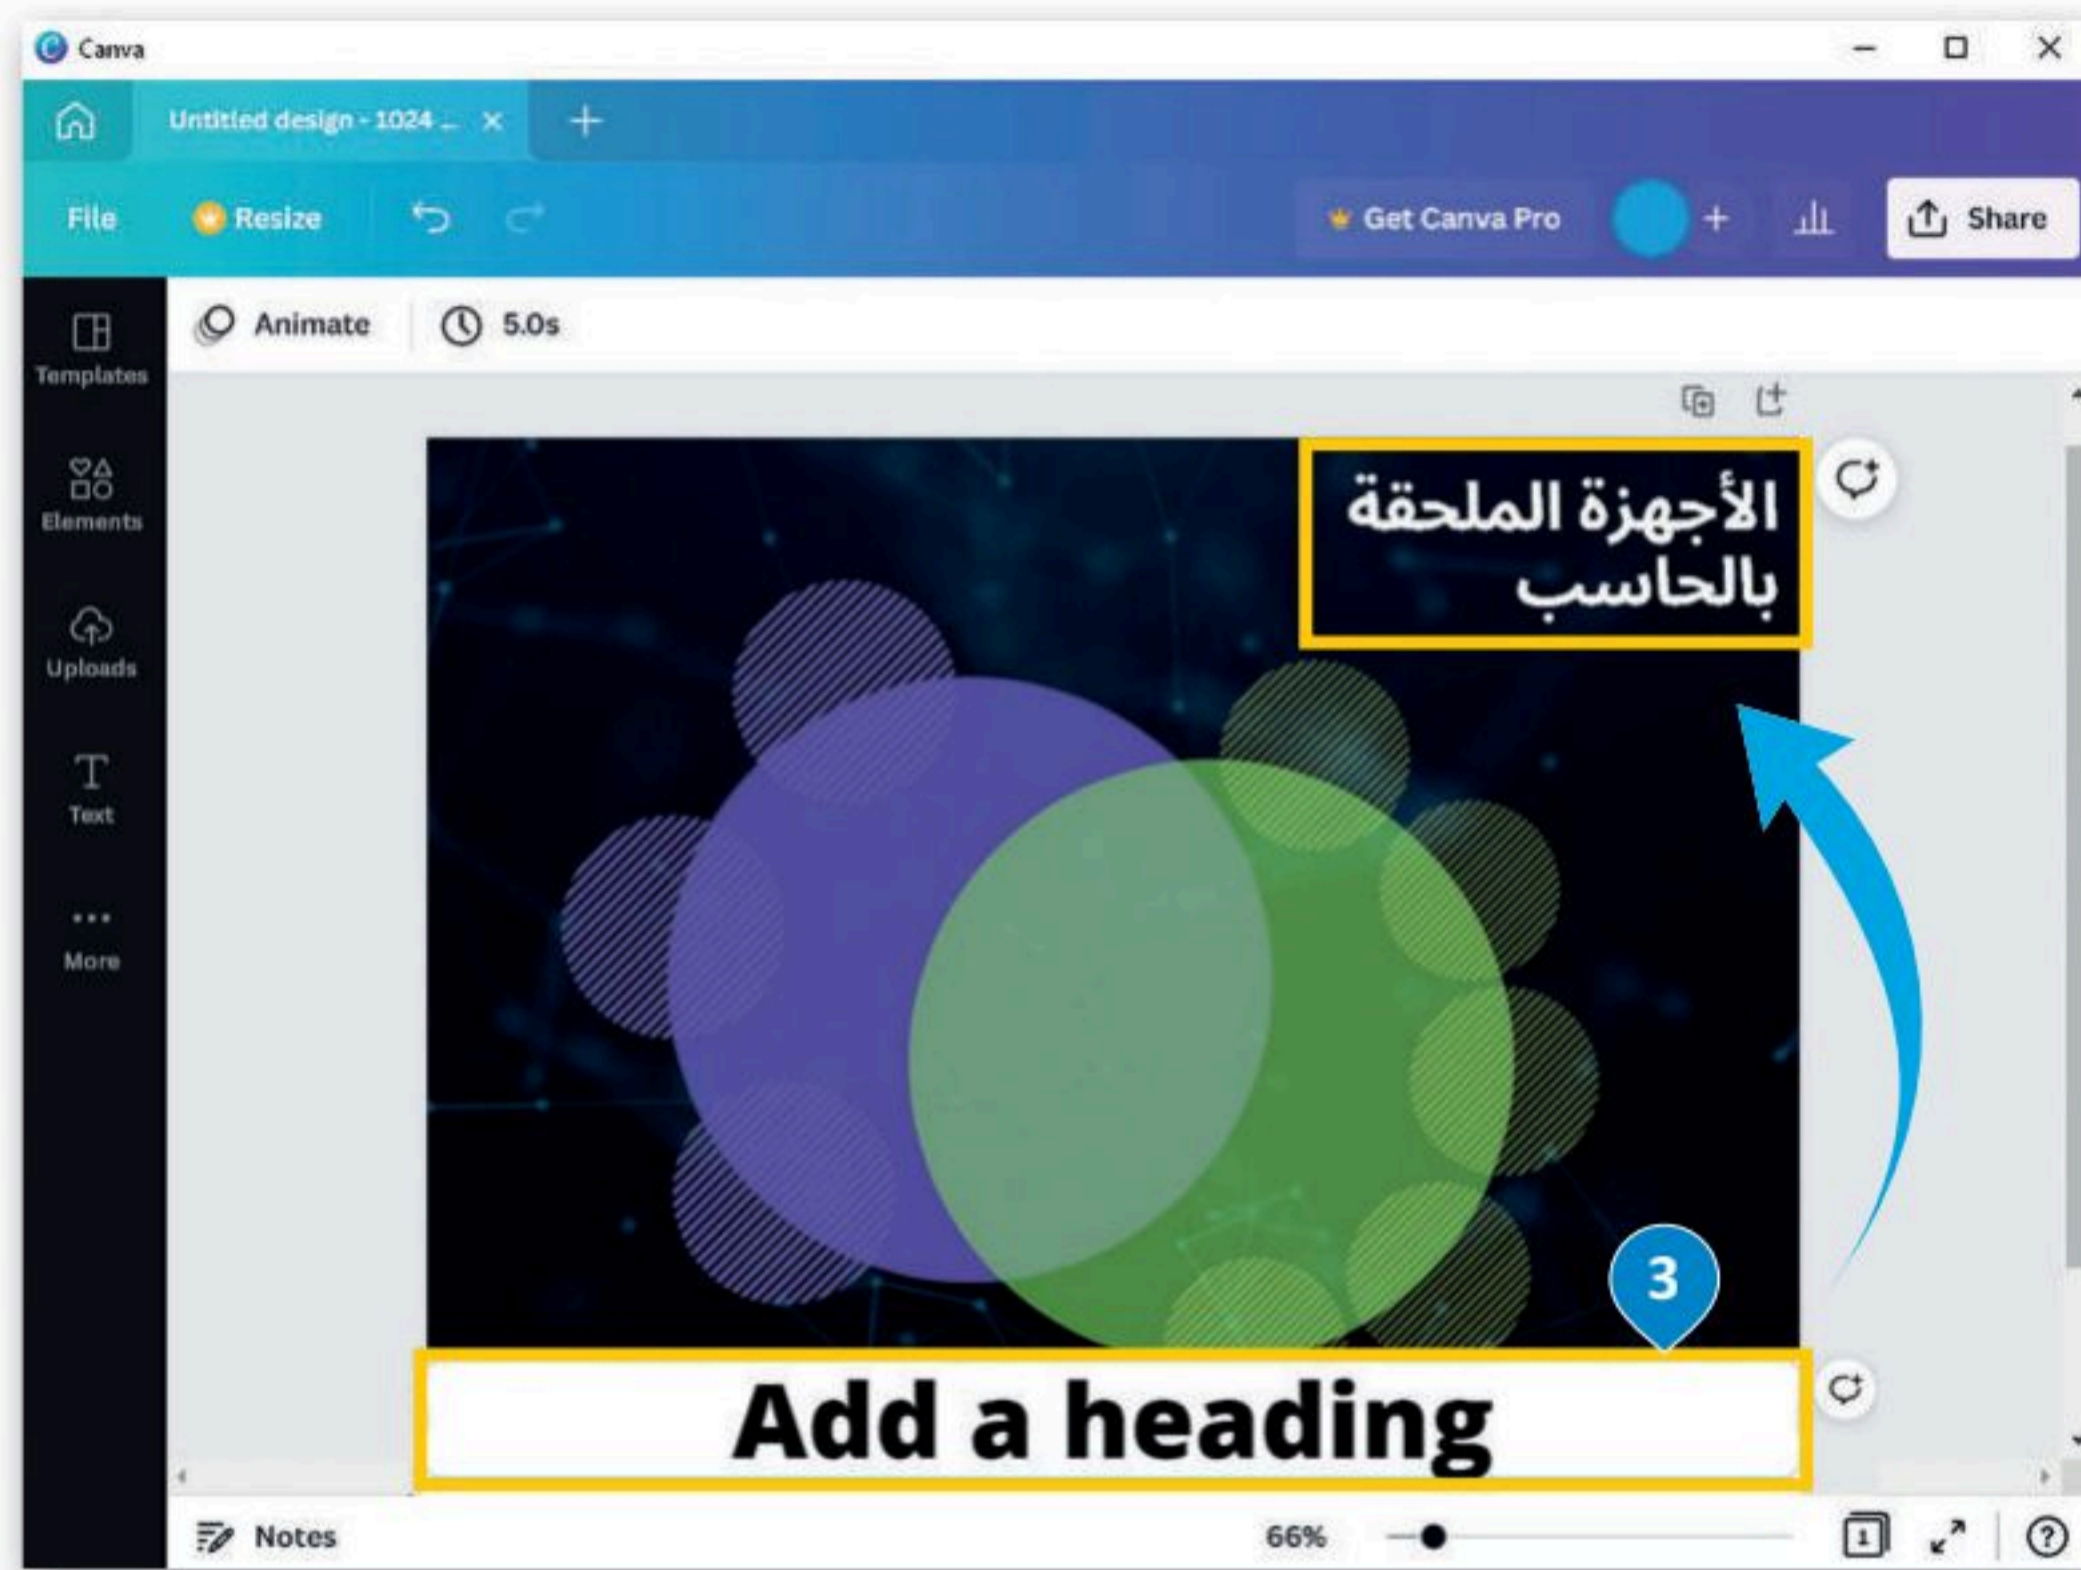 Canva
Untitled design - 1024 ...
File
Resize
Get Canva Pro
Share
Animate
5.0s
Templates
Elements
Uploads
Text
More
الأجهزة الملحقة
بالحاسب
3
Add a heading
Notes
66%
1
?